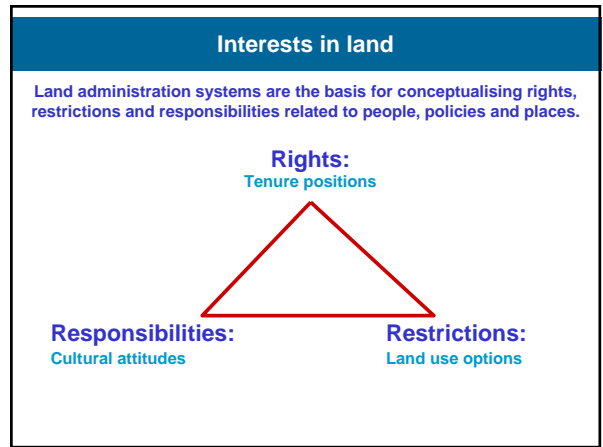 Interests in land
Land administration systems are the basis for conceptualising rights,
restrictions and responsibilities related to people, policies and places.
Rights:
Tenure positions
Responsibilities:
Cultural attitudes
Restrictions:
Land use options